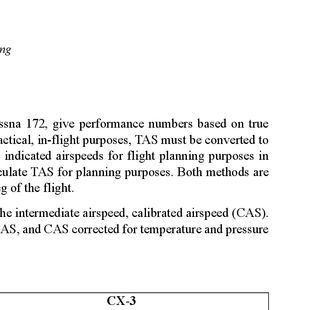 ng
ssna 172, give performance numbers based on true
actical, in-flight purposes, TAS must be converted to
indicated airspeeds for flight planning purposes in
culate TAS for planning purposes. Both methods are
g of the flight.
he intermediate airspeed, calibrated airspeed (CAS).
AS, and CAS corrected for temperature and pressure
CX-3